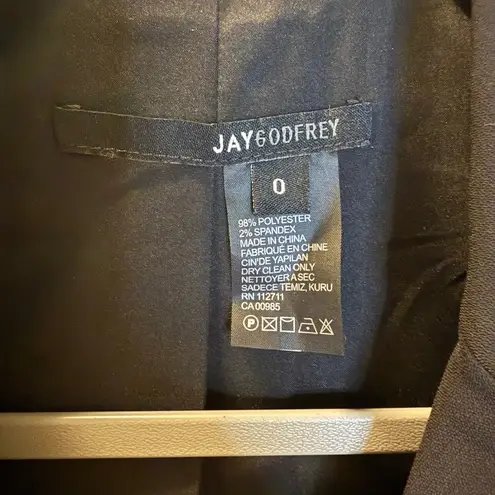 JAYGODFREY
0
98% POLYESTER
2% SPANDEX
MADE IN CHINA
FABRIQUÉ EN CHINE
CIN'DE YAPILAN
DRY CLEAN ONLY
NETTOYER A SEC
SADECE TEMIZ, KURU
RN 112711
CA 00985
P